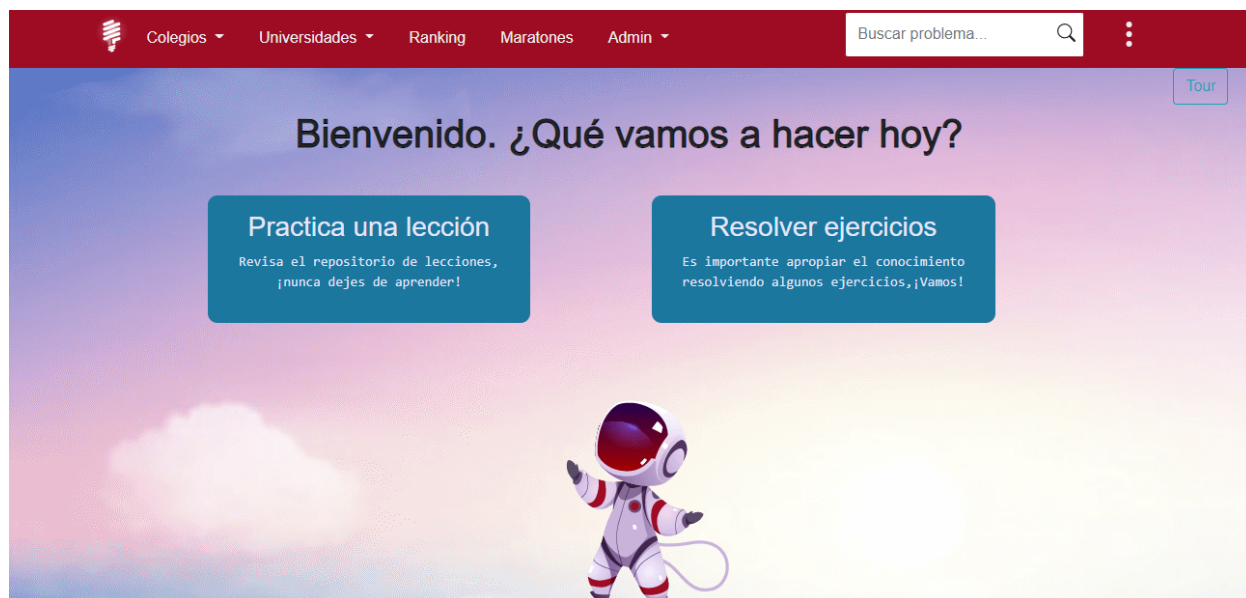 Colegios Universidades Ranking Maratones Admin Buscar problema...
Tour
Bienvenido. ¿Qué vamos a hacer hoy?
Practica una lección
Revisa el repositorio de lecciones,
¡nunca dejes de aprender!
Resolver ejercicios
Es importante apropiar el conocimiento
resolviendo algunos ejercicios,¡Vamos!